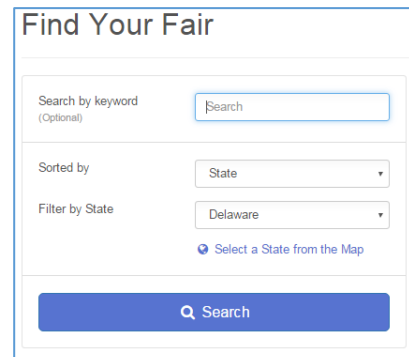 Find Your Fair
Search by keyword
(Optional)
Search
Sorted by
State
Filter by State
Delaware
Select a State from the Map
Search